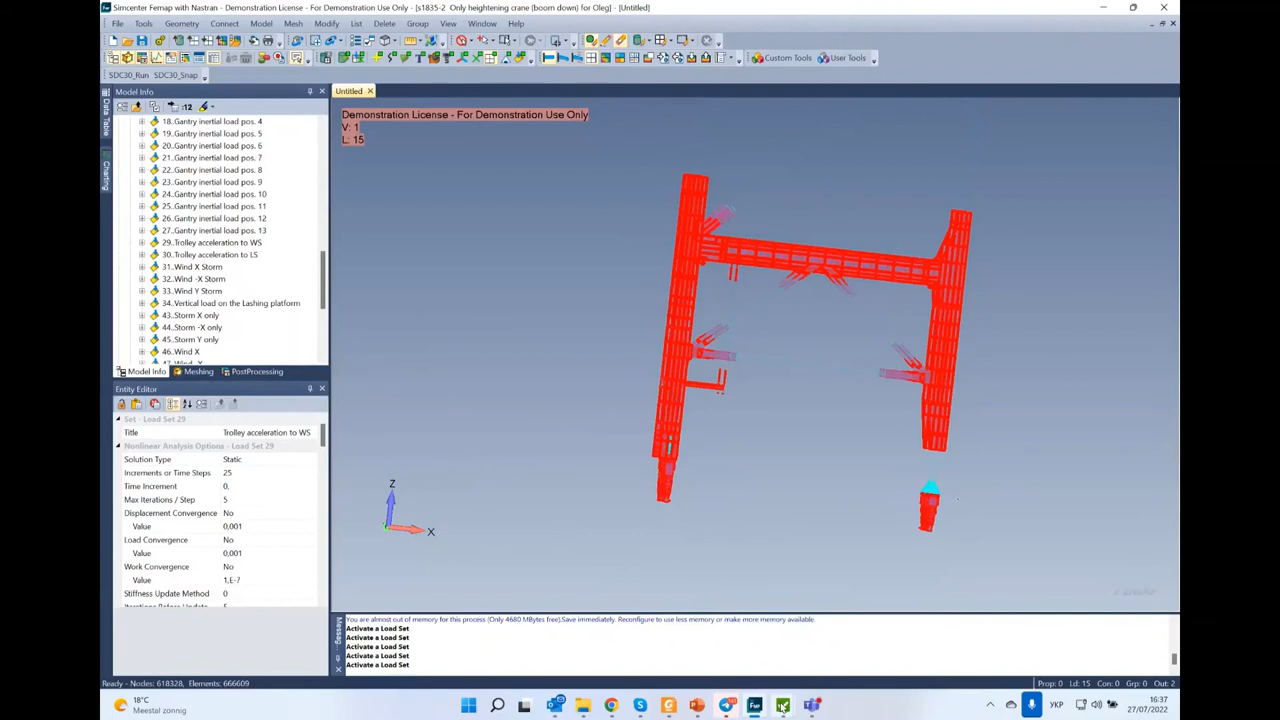 Simcenter Femap with Nastran - Demonstration License - For Demonstration Use Only - [s1835-2 Only heightening crane (boom down) for Oleg] - [Untitled]
File Tools Geometry Connect Model Mesh Modify List Delete Group View Window Help
Custom Tools User Tools
SDC30_Run SDC30_Snap
Model Info
Untitled
Data Table
Charting
Demonstration License - For Demonstration Use Only
V: 1
L: 15
:12
18..Gantry inertial load pos. 4
19..Gantry inertial load pos. 5
20..Gantry inertial load pos. 6
21..Gantry inertial load pos. 7
22..Gantry inertial load pos. 8
23..Gantry inertial load pos. 9
24..Gantry inertial load pos. 10
25..Gantry inertial load pos. 11
26..Gantry inertial load pos. 12
27..Gantry inertial load pos. 13
29..Trolley acceleration to WS
30..Trolley acceleration to LS
31..Wind X Storm
32..Wind -X Storm
33..Wind Y Storm
34..Vertical load on the Lashing platform
43..Storm X only
44..Storm -X only
45..Storm Y only
46..Wind X
Model Info Meshing PostProcessing
Entity Editor
Set - Load Set 29
Title Trolley acceleration to WS
Nonlinear Analysis Options - Load Set 29
Solution Type Static
Increments or Time Steps 25
Time Increment 0,
Max Iterations / Step 5
Displacement Convergence No
Value 0,001
Load Convergence No
Value 0,001
Work Convergence No
Value 1,E-7
Stiffness Update Method 0
Z
X
Messag
You are almost out of memory for this process (Only 4680 MBytes free).Save immediately. Reconfigure to use less memory or make more memory available.
Activate a Load Set
Activate a Load Set
Activate a Load Set
Activate a Load Set
Activate a Load Set
Ready - Nodes: 618328, Elements: 666609
Prop: 0 Ld: 15 Con: 0 Grp: 0 Out: 2
18°C
Meestal zonnig
УКР
16:37
27/07/2022